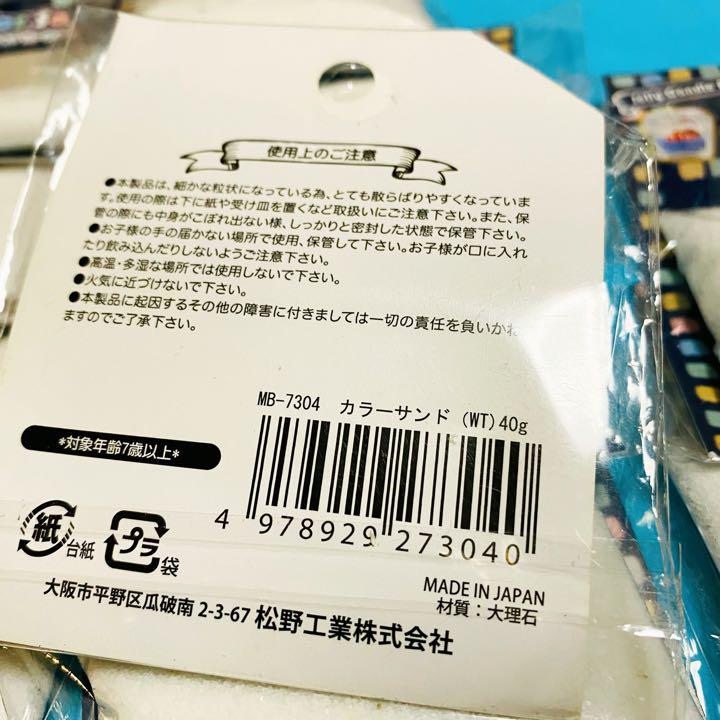 使用上のご注意
●本製品は、細かな粒状になっている為、とても散らばりやすくなっていま
す。使用の際は下に紙や受け皿を置くなど取扱いにご注意下さい。また、保
管の際にも中身がこぼれ出ない様、しっかりと密封した状態で保管下さい。
●お子様の手の届かない場所で使用、保管して下さい。お子様が口に入れ
たり飲み込んだりしないようご注意下さい。
●高温・多湿な場所では使用しないで下さい。
●火気に近づけないで下さい。
●本製品に起因するその他の障害に付きましては一切の責任を負いかね
ますのでご了承下さい。
MB-7304 カラーサンド (WT) 40g
*対象年齢7歳以上*
4 978929 273040
紙 台紙
プラ 袋
MADE IN JAPAN
材質：大理石
大阪市平野区瓜破南 2-3-67 松野工業株式会社
Jelly Candle